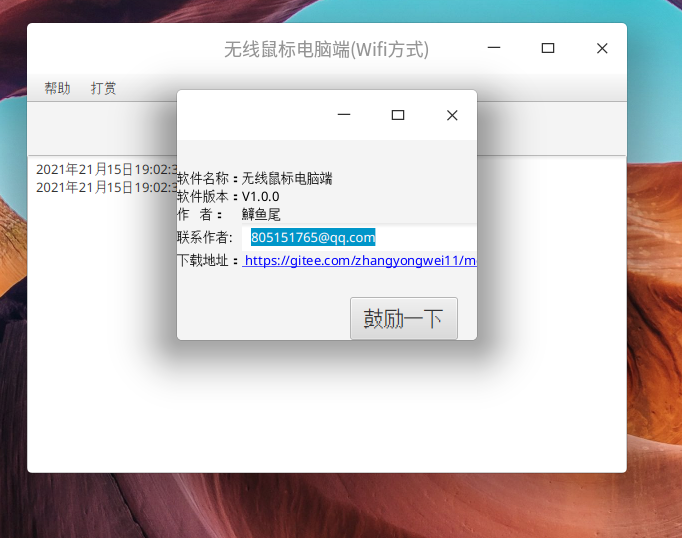 无线鼠标电脑端(Wifi方式)
帮助 打赏
2021年21月15日19:02:3
2021年21月15日19:02:3
软件名称：无线鼠标电脑端
软件版本：V1.0.0
作 者： 鱆鱼尾
联系作者: 805151765@qq.com
下载地址： https://gitee.com/zhangyongwei11/m
鼓励一下